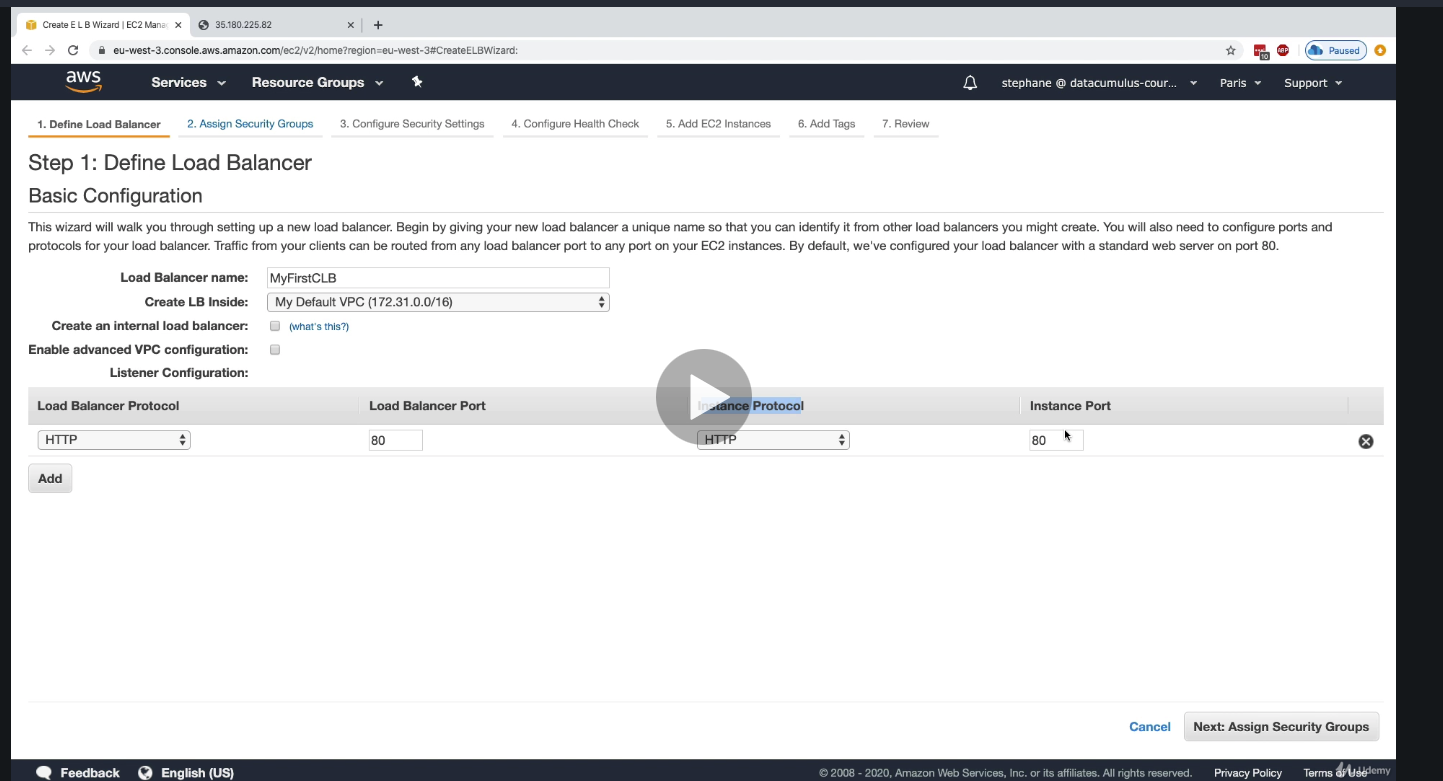 Create E L B Wizard | EC2 Mana
35.180.225.82
eu-west-3.console.aws.amazon.com/ec2/v2/home?region=eu-west-3#CreateELBWizard:
10
ABP
Paused
aws
Services
Resource Groups
stephane @ datacumulus-cour...
Paris
Support
1. Define Load Balancer
2. Assign Security Groups
3. Configure Security Settings
4. Configure Health Check
5. Add EC2 Instances
6. Add Tags
7. Review
Step 1: Define Load Balancer
Basic Configuration
This wizard will walk you through setting up a new load balancer. Begin by giving your new load balancer a unique name so that you can identify it from other load balancers you might create. You will also need to configure ports and
protocols for your load balancer. Traffic from your clients can be routed from any load balancer port to any port on your EC2 instances. By default, we've configured your load balancer with a standard web server on port 80.
Load Balancer name: MyFirstCLB
Create LB Inside: My Default VPC (172.31.0.0/16)
Create an internal load balancer: (what's this?)
Enable advanced VPC configuration:
Listener Configuration:
Load Balancer Protocol Load Balancer Port Instance Protocol Instance Port
HTTP 80 HTTP 80
Add
Cancel Next: Assign Security Groups
Feedback English (US) © 2008 - 2020, Amazon Web Services, Inc. or its affiliates. All rights reserved. Privacy Policy Terms of Use
Udemy